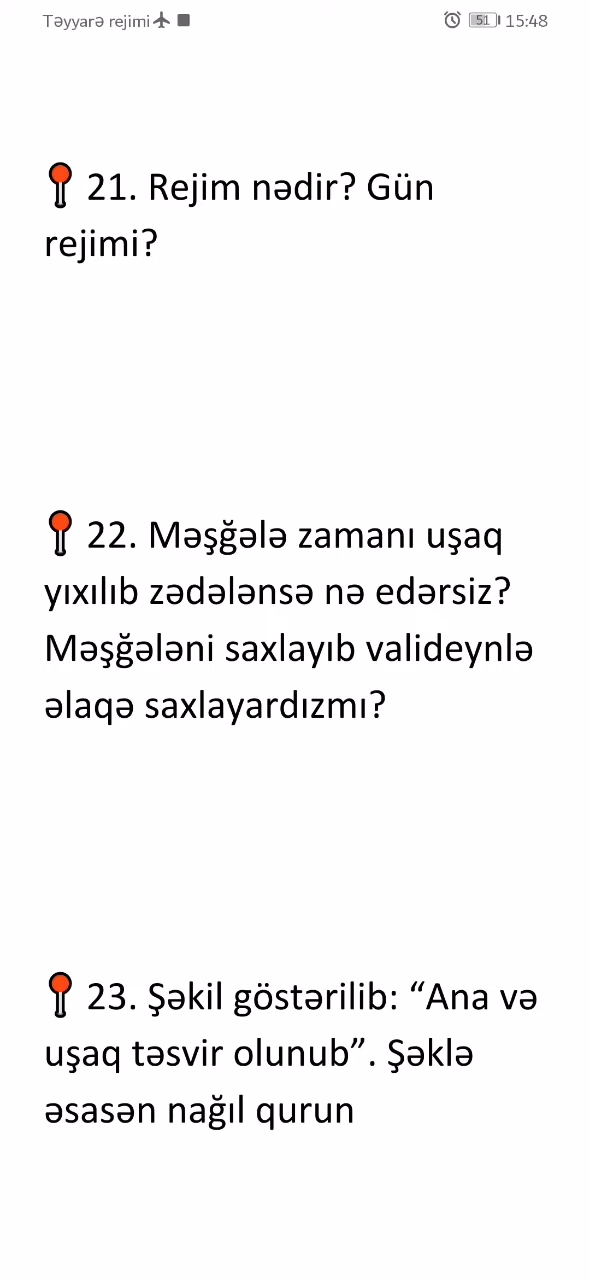 Təyyarə rejimi 51 15:48
21. Rejim nədir? Gün
rejimi?
22. Məşğələ zamanı uşaq
yıxılıb zədələnsə nə edərsiz?
Məşğələni saxlayıb valideynlə
əlaqə saxlayardızmı?
23. Şəkil göstərilib: “Ana və
uşaq təsvir olunub”. Şəklə
əsasən nağıl qurun